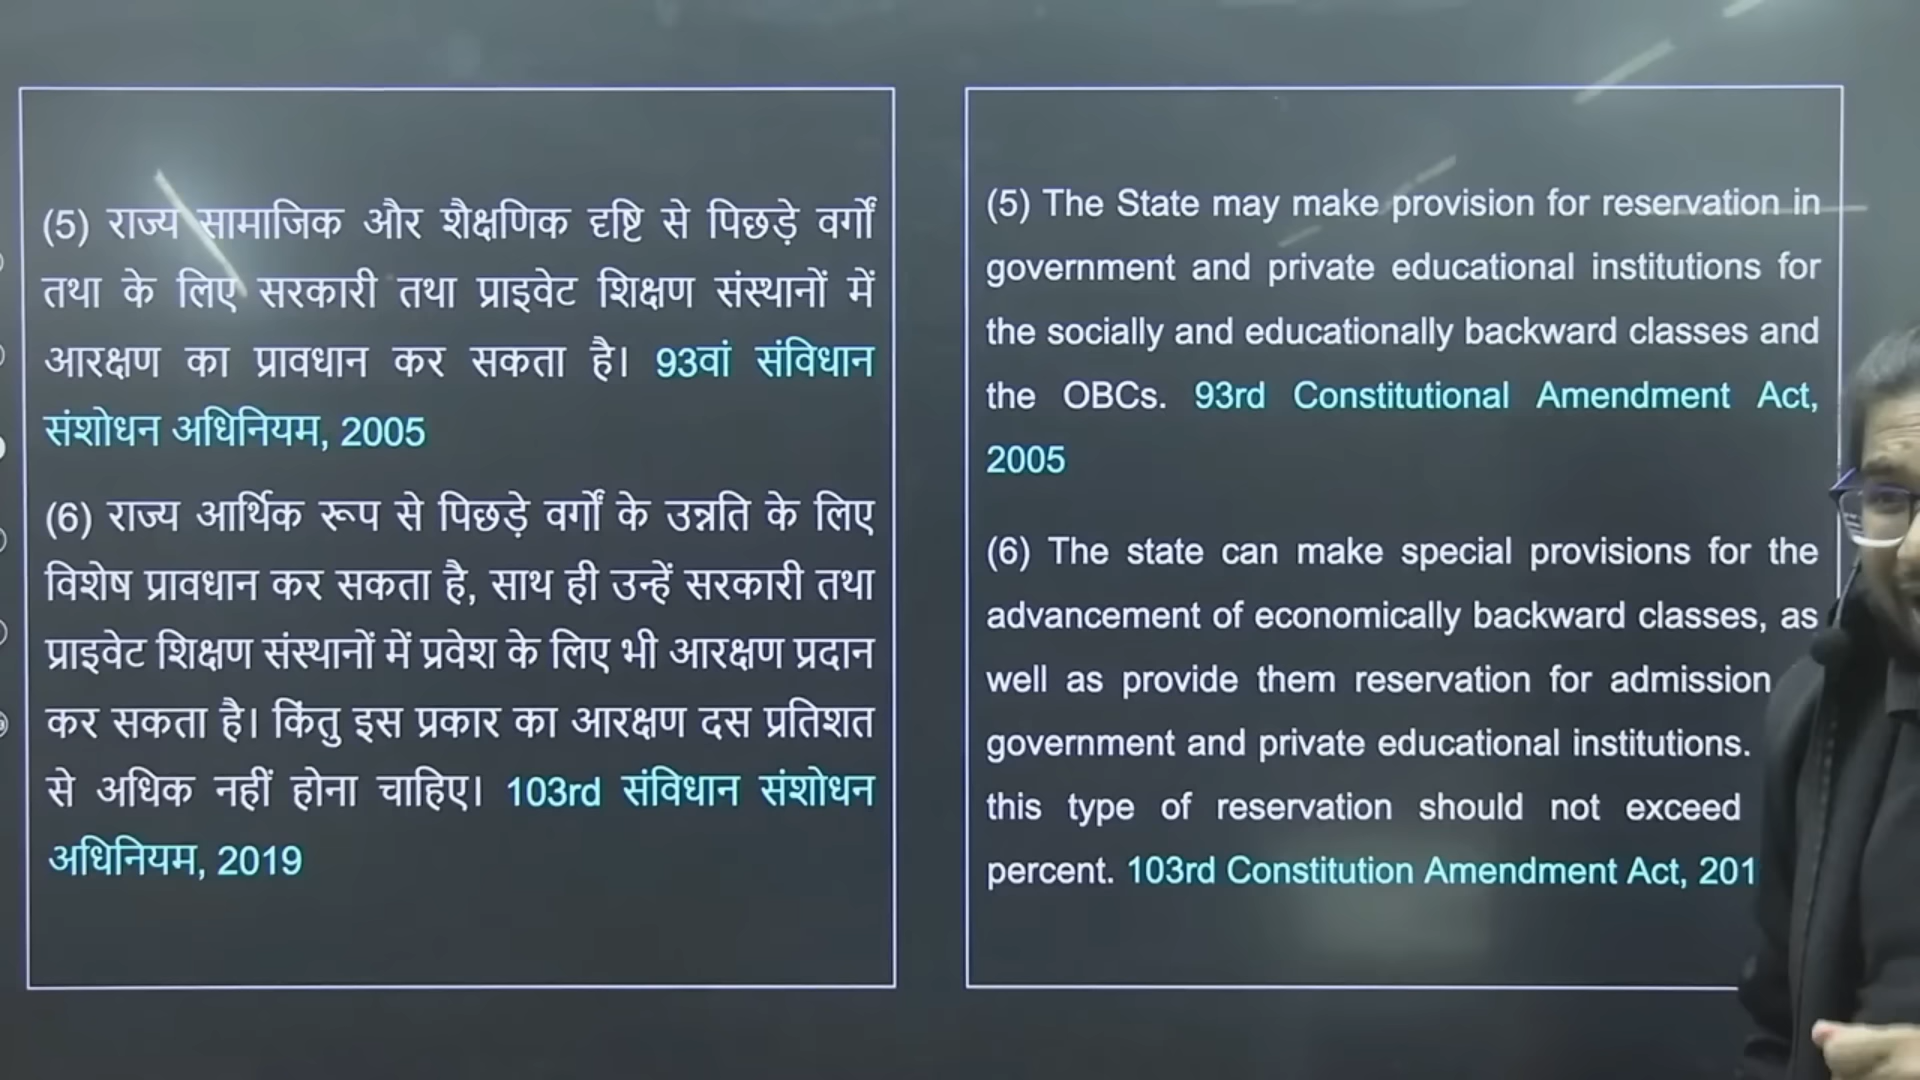 (5) राज्य सामाजिक और शैक्षणिक दृष्टि से पिछड़े वर्गों
तथा के लिए सरकारी तथा प्राइवेट शिक्षण संस्थानों में
आरक्षण का प्रावधान कर सकता है। 93वां संविधान
संशोधन अधिनियम, 2005
(6) राज्य आर्थिक रूप से पिछड़े वर्गों के उन्नति के लिए
विशेष प्रावधान कर सकता है, साथ ही उन्हें सरकारी तथा
प्राइवेट शिक्षण संस्थानों में प्रवेश के लिए भी आरक्षण प्रदान
कर सकता है। किंतु इस प्रकार का आरक्षण दस प्रतिशत
से अधिक नहीं होना चाहिए। 103rd संविधान संशोधन
अधिनियम, 2019
(5) The State may make provision for reservation in
government and private educational institutions for
the socially and educationally backward classes and
the OBCs. 93rd Constitutional Amendment Act,
2005
(6) The state can make special provisions for the
advancement of economically backward classes, as
well as provide them reservation for admission
government and private educational institutions.
this type of reservation should not exceed
percent. 103rd Constitution Amendment Act, 201